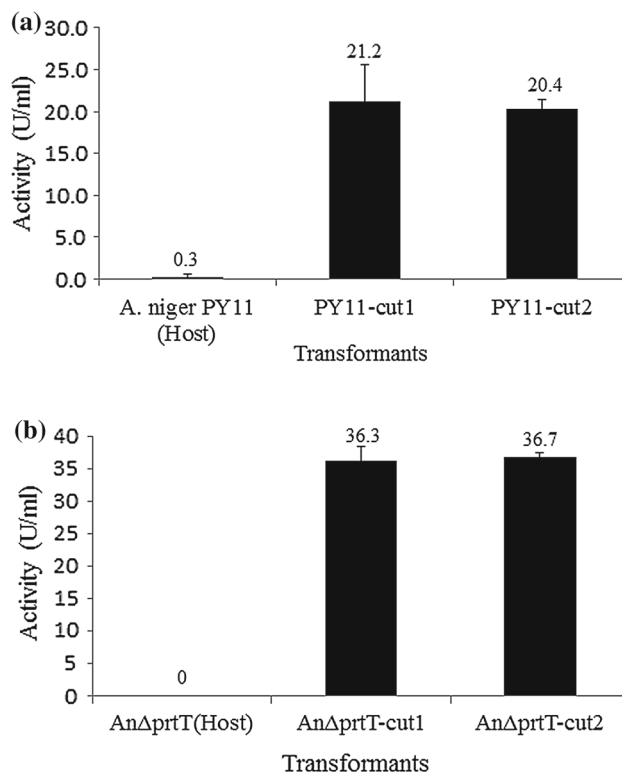 (a)
30.0
25.0
20.0
15.0
10.0
5.0
0.0
Activity (U/ml)
0.3
21.2
20.4
A. niger PY11
(Host)
PY11-cut1
PY11-cut2
Transformants
(b)
40
35
30
25
20
15
10
5
0
Activity (U/ml)
0
36.3
36.7
AnΔprtT(Host)
AnΔprtT-cut1
AnΔprtT-cut2
Transformants